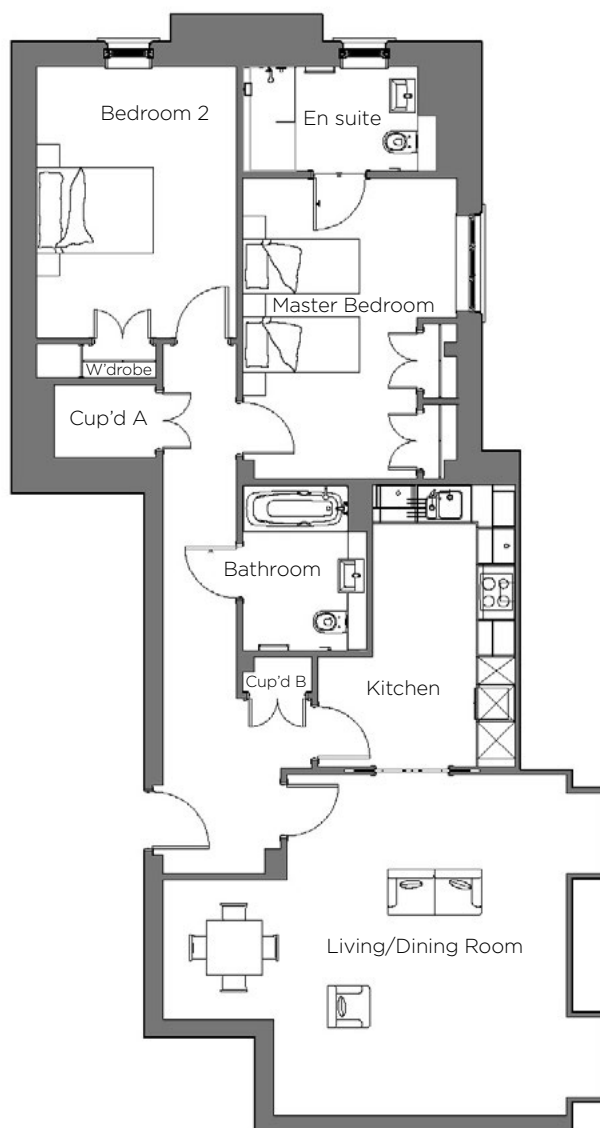 Bedroom 2
En suite
Master Bedroom
W'drobe
Cup'd A
Bathroom
Cup'd B
Kitchen
Living/Dining Room